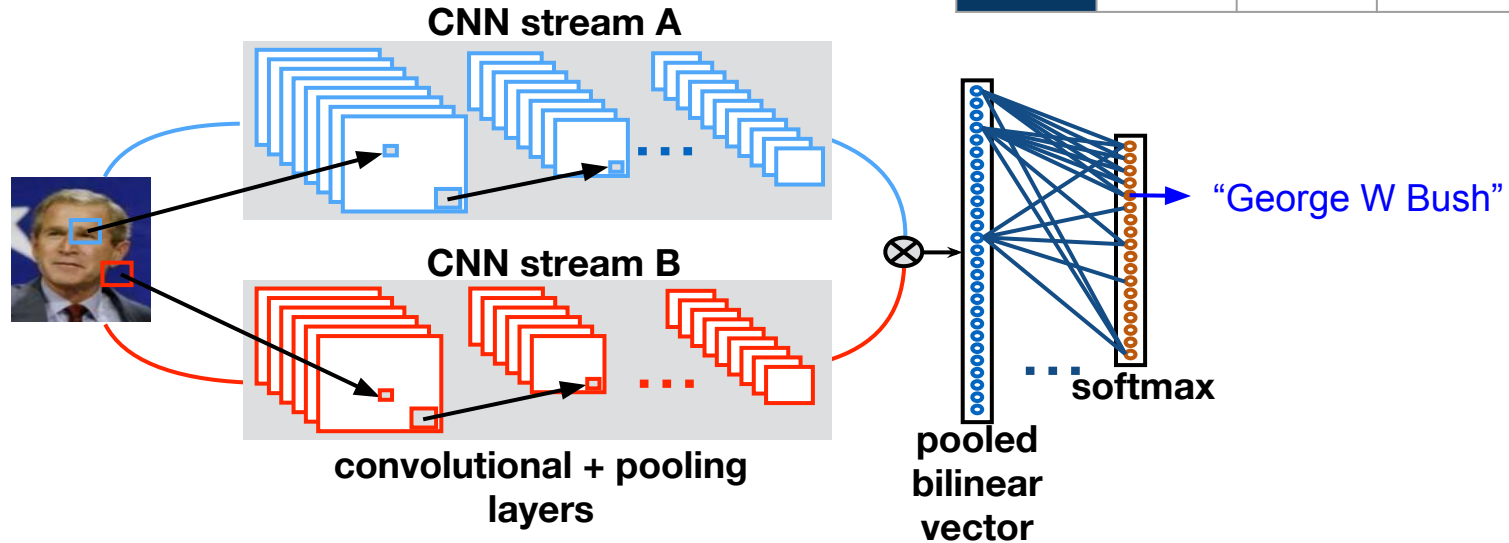 CNN stream A
CNN stream B
convolutional + pooling
layers
pooled
bilinear
vector
softmax
“George W Bush”